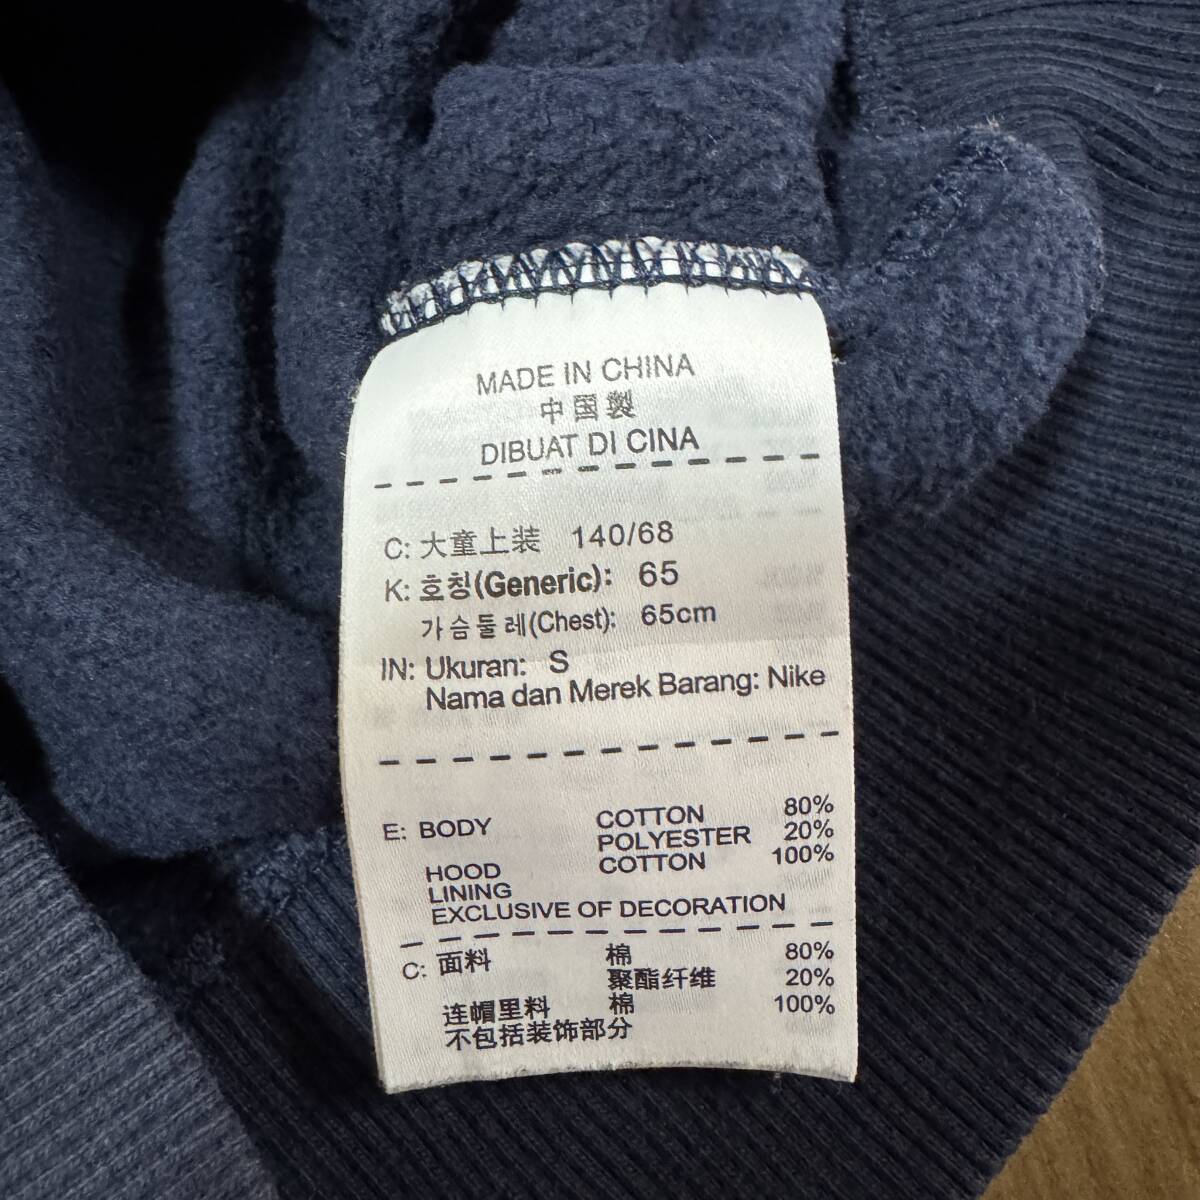 MADE IN CHINA
中国製
DIBUAT DI CINA
C: 大童上装 140/68
K: 호칭(Generic): 65
가슴둘레(Chest): 65cm
IN: Ukuran: S
Nama dan Merek Barang: Nike
E: BODY COTTON 80%
POLYESTER 20%
HOOD COTTON 100%
LINING
EXCLUSIVE OF DECORATION
C: 面料 棉 80%
聚酯纤维 20%
连帽里料 棉 100%
不包括装饰部分